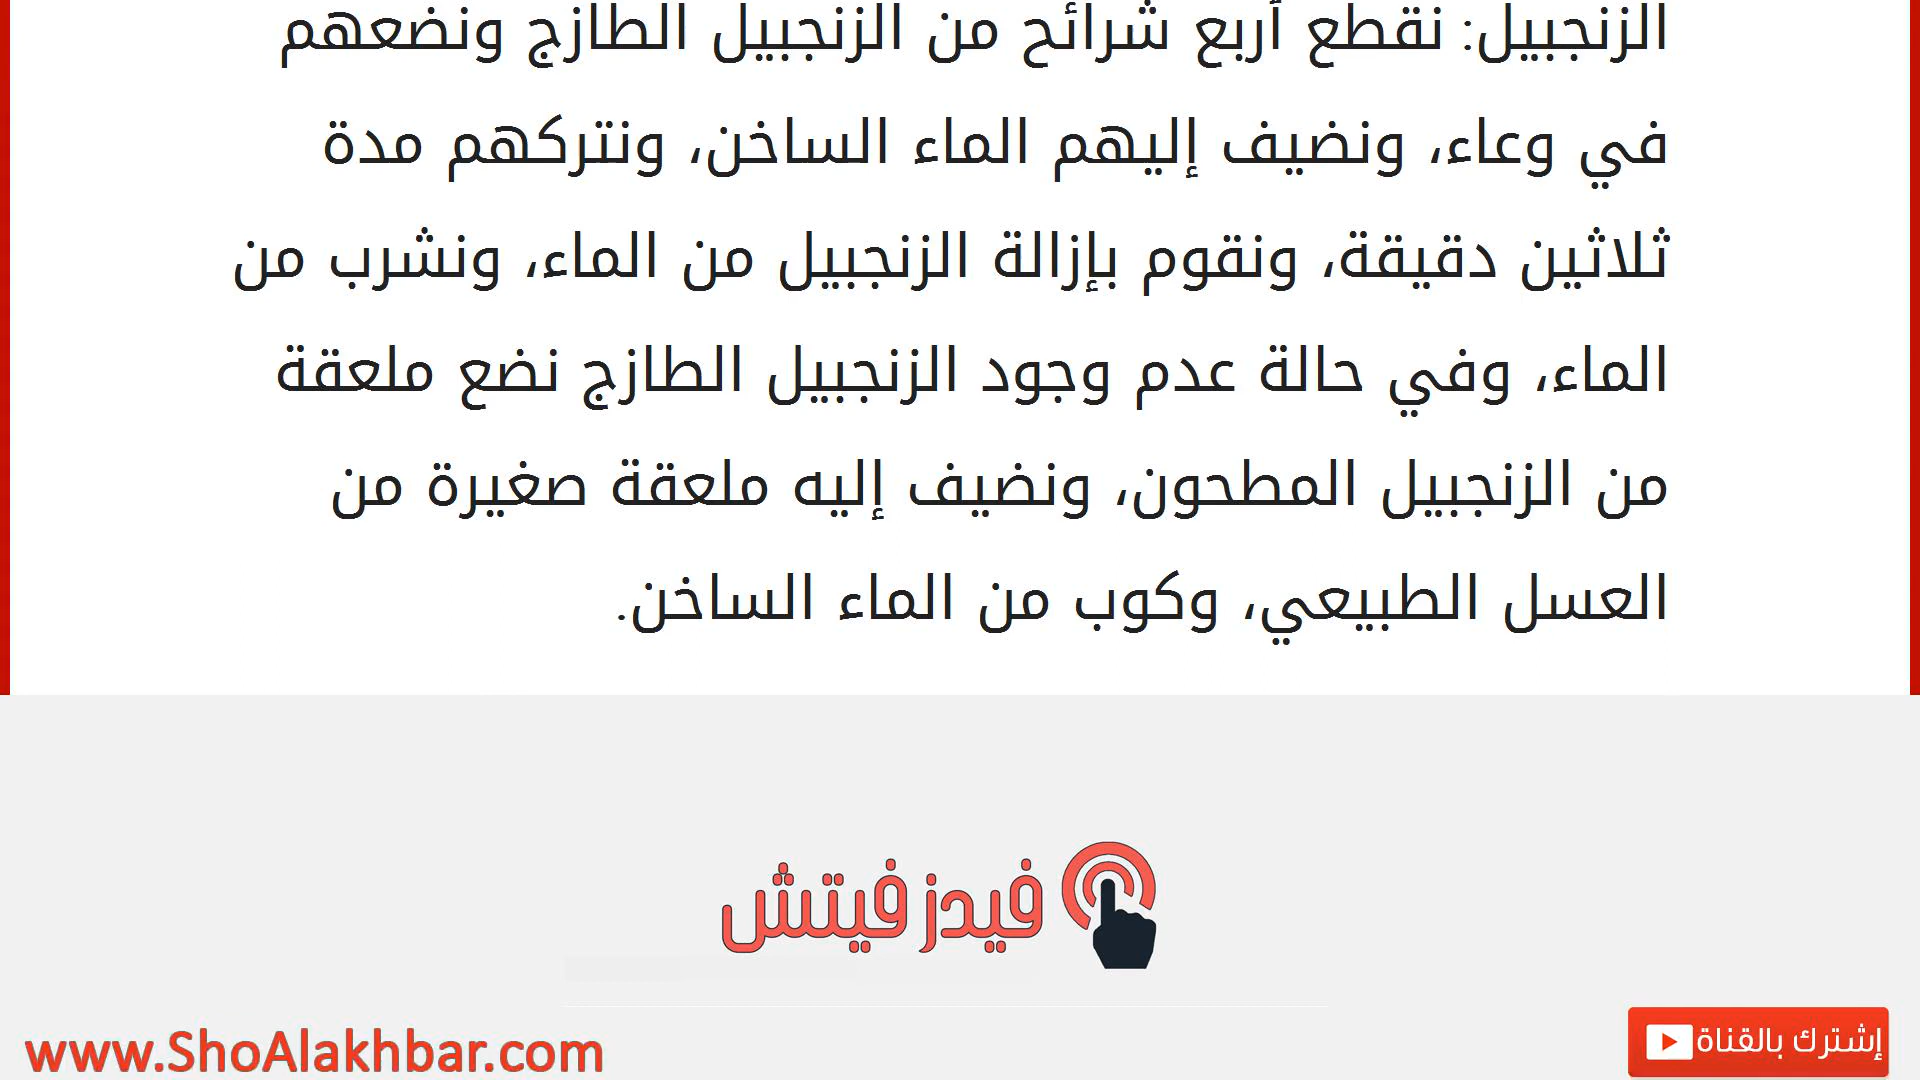 الزنجبيل: نقطع أربع شرائح من الزنجبيل الطازج ونضعهم
في وعاء، ونضيف إليهم الماء الساخن، ونتركهم مدة
ثلاثين دقيقة، ونقوم بإزالة الزنجبيل من الماء، ونشرب من
الماء، وفي حالة عدم وجود الزنجبيل الطازج نضع ملعقة
من الزنجبيل المطحون، ونضيف إليه ملعقة صغيرة من
العسل الطبيعي، وكوب من الماء الساخن.
فيدز فيتش
www.ShoAlakhbar.com
إشترك بالقناة